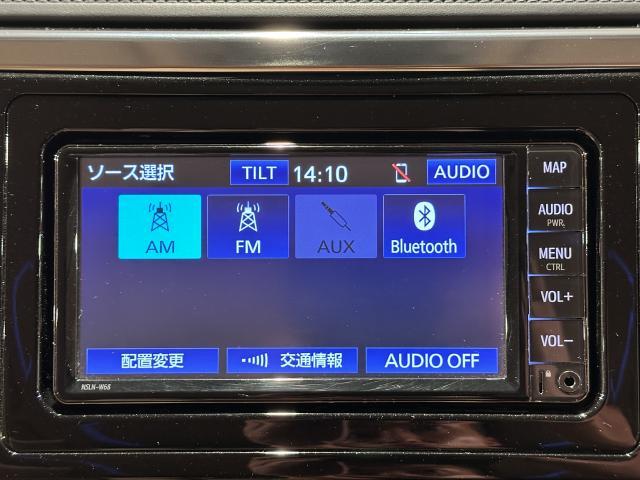 ソース選択 TILT 14:10 AUDIO
AM FM AUX Bluetooth
配置変更 交通情報 AUDIO OFF
NSLN-W68
MAP
AUDIO
PWR.
MENU
CTRL
VOL+
VOL−